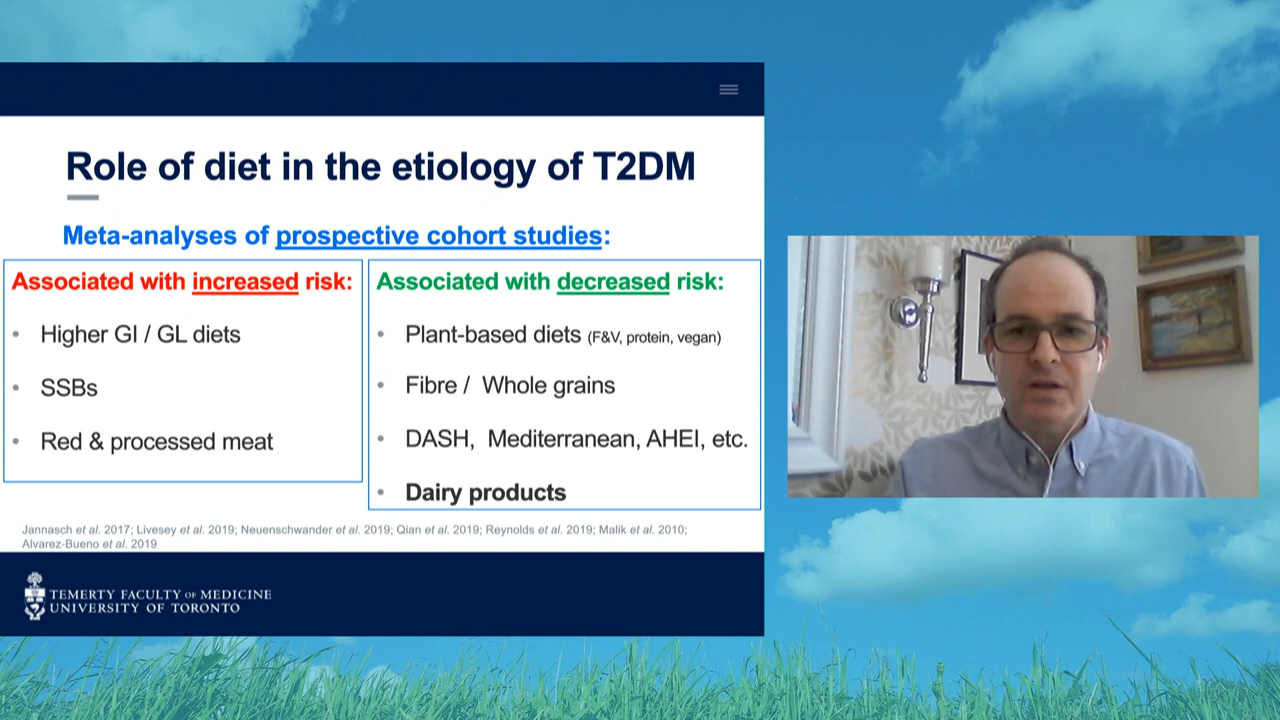 Role of diet in the etiology of T2DM
Meta-analyses of prospective cohort studies:
Associated with increased risk:
• Higher GI / GL diets
• SSBs
• Red & processed meat
Associated with decreased risk:
• Plant-based diets (F&V, protein, vegan)
• Fibre / Whole grains
• DASH, Mediterranean, AHEI, etc.
• Dairy products
Jannasch et al. 2017; Livesey et al. 2019; Neuenschwander et al. 2019; Qian et al. 2019; Reynolds et al. 2019; Malik et al. 2010;
Alvarez-Bueno et al. 2019
TEMERTY FACULTY OF MEDICINE
UNIVERSITY OF TORONTO